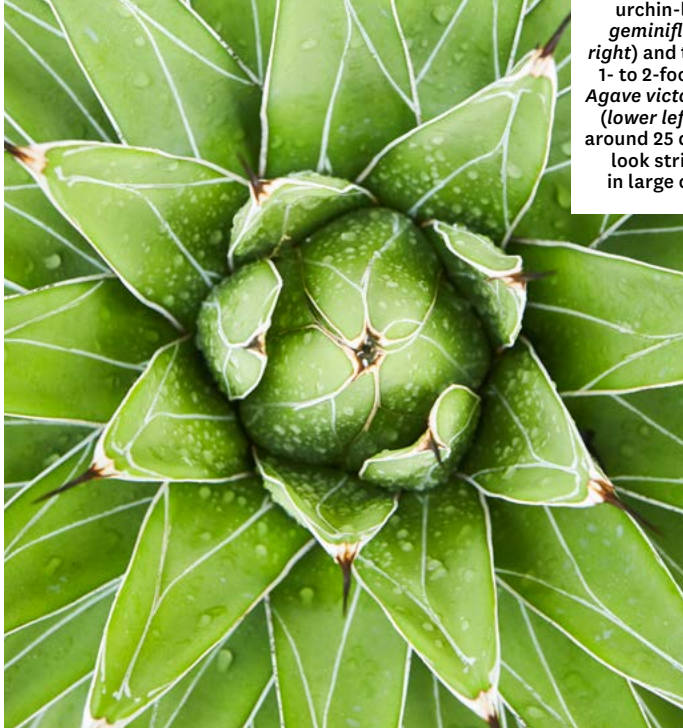 urchin-l
geminifl
right) and t
1- to 2-foo
Agave victo
(lower lef
around 25 o
look stri
in large c